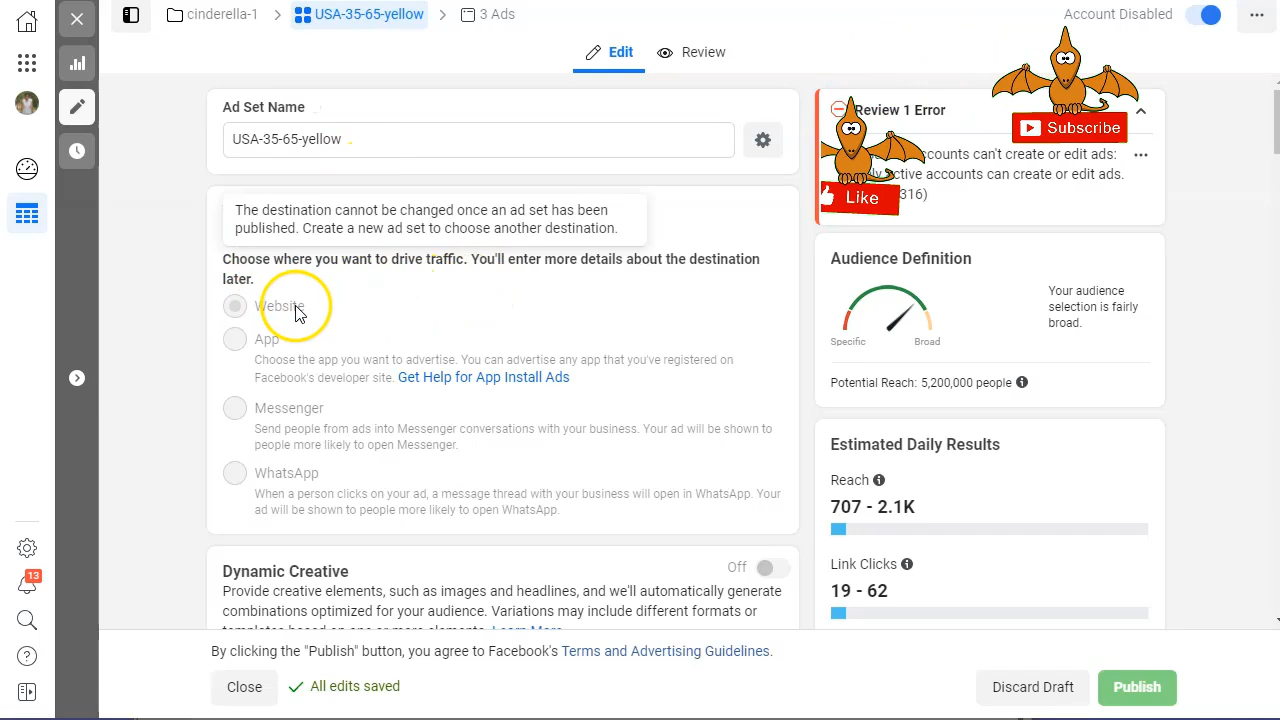 cinderella-1
USA-35-65-yellow
3 Ads
Account Disabled
Edit
Review
Ad Set Name
USA-35-65-yellow
The destination cannot be changed once an ad set has been
published. Create a new ad set to choose another destination.
Choose where you want to drive traffic. You'll enter more details about the destination
later.
Website
App
Choose the app you want to advertise. You can advertise any app that you've registered on
Facebook's developer site. Get Help for App Install Ads
Messenger
Send people from ads into Messenger conversations with your business. Your ad will be shown to
people more likely to open Messenger.
WhatsApp
When a person clicks on your ad, a message thread with your business will open in WhatsApp. Your
ad will be shown to people more likely to open WhatsApp.
Dynamic Creative
Off
Provide creative elements, such as images and headlines, and we'll automatically generate
combinations optimized for your audience. Variations may include different formats or
templates based on one or more elements. Learn More
Review 1 Error
accounts can't create or edit ads:
active accounts can create or edit ads.
316)
Subscribe
Like
Audience Definition
Your audience
selection is fairly
broad.
Specific
Broad
Potential Reach: 5,200,000 people
Estimated Daily Results
Reach
707 - 2.1K
Link Clicks
19 - 62
13
By clicking the "Publish" button, you agree to Facebook's Terms and Advertising Guidelines.
Close
All edits saved
Discard Draft
Publish